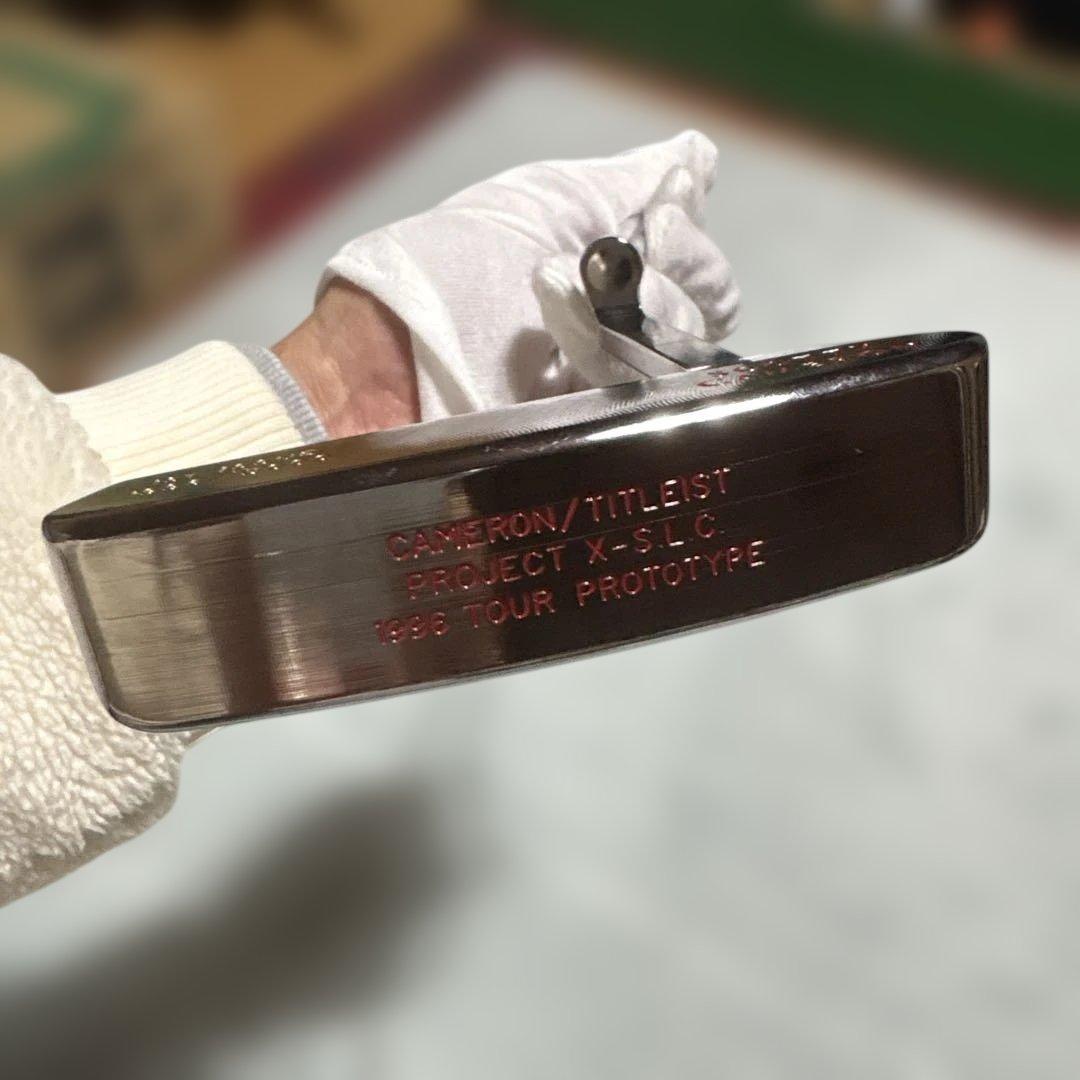 CAMERON/TITLEIST
PROJECT X-S.L.C.
1996 TOUR PROTOTYPE